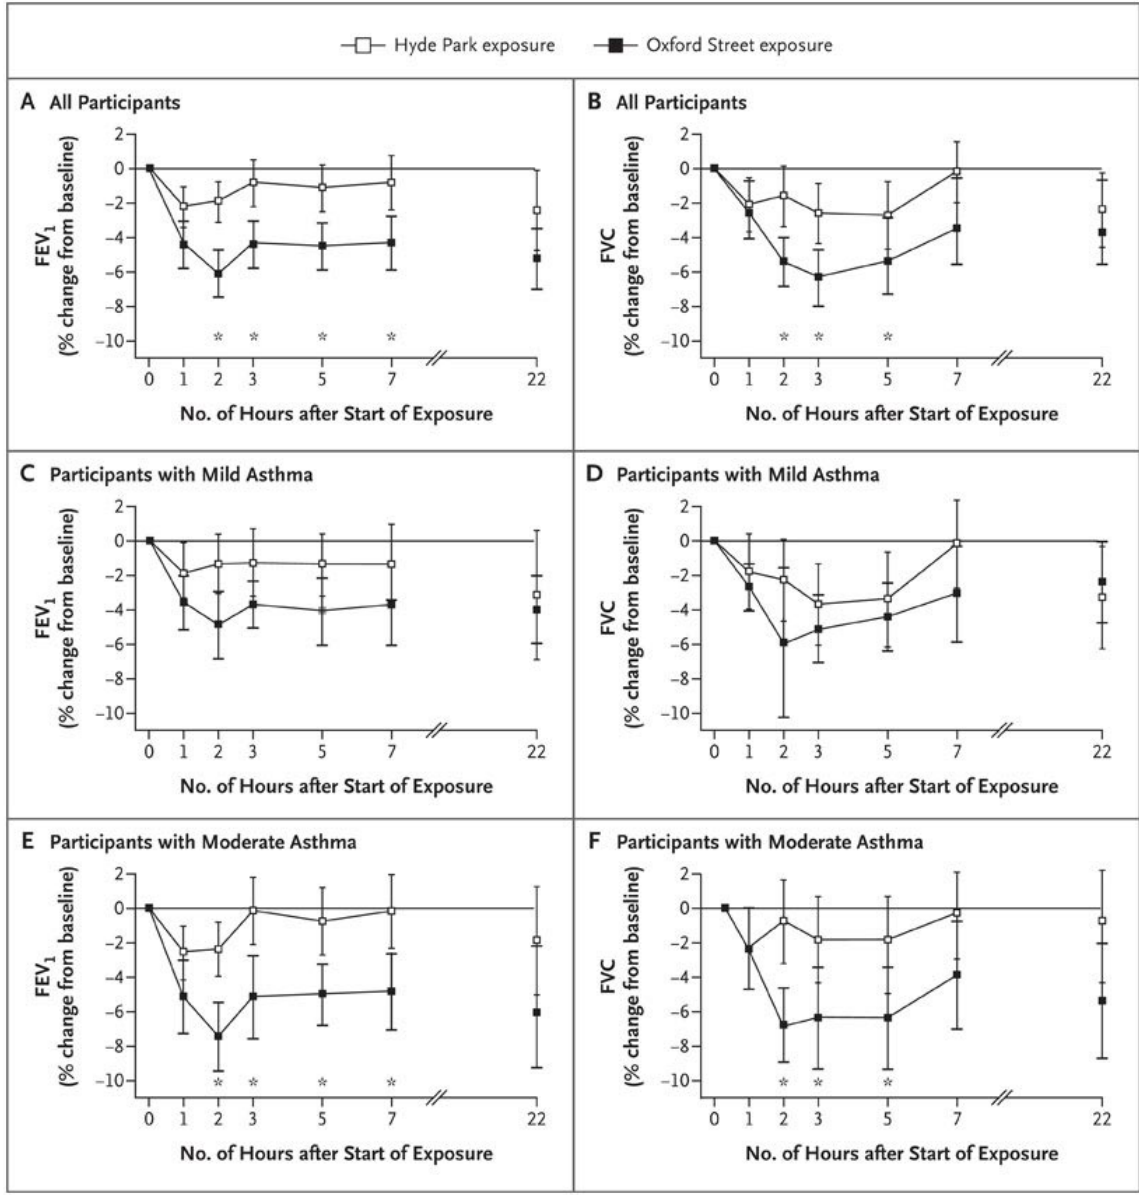 Hyde Park exposure Oxford Street exposure
A All Participants
FEV1
(% change from baseline)
2
0
–2
–4
–6
–8
–10
* * * *
0 1 2 3 5 7 22
No. of Hours after Start of Exposure
B All Participants
FVC
(% change from baseline)
2
0
–2
–4
–6
–8
–10
* * *
0 1 2 3 5 7 22
No. of Hours after Start of Exposure
C Participants with Mild Asthma
FEV1
(% change from baseline)
2
0
–2
–4
–6
–8
–10
0 1 2 3 5 7 22
No. of Hours after Start of Exposure
D Participants with Mild Asthma
FVC
(% change from baseline)
2
0
–2
–4
–6
–8
–10
0 1 2 3 5 7 22
No. of Hours after Start of Exposure
E Participants with Moderate Asthma
FEV1
(% change from baseline)
2
0
–2
–4
–6
–8
–10
* * * *
0 1 2 3 5 7 22
No. of Hours after Start of Exposure
F Participants with Moderate Asthma
FVC
(% change from baseline)
2
0
–2
–4
–6
–8
–10
* * *
0 1 2 3 5 7 22
No. of Hours after Start of Exposure